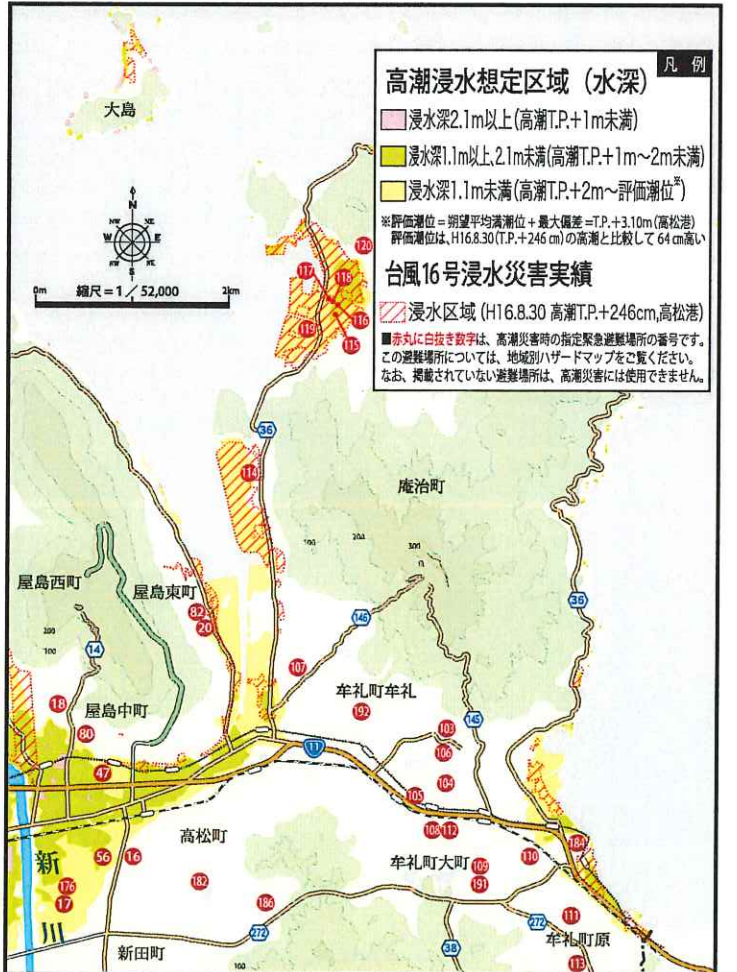 凡例
高潮浸水想定区域（水深）
浸水深2.1m以上(高潮T.P.+1m未満)
浸水深1.1m以上、2.1m未満(高潮T.P.+1m～2m未満)
浸水深1.1m未満(高潮T.P.+2m～評価潮位※)
※評価潮位＝朔望平均満潮位＋最大偏差＝T.P.+3.10m(高松港)
評価潮位は、H16.8.30(T.P.+246㎝)の高潮と比較して64㎝高い
台風16号浸水災害実績
浸水区域(H16.8.30 高潮T.P.+246cm,高松港)
■赤丸に白抜き数字は、高潮災害時の指定緊急避難場所の番号です。
この避難場所については、地域別ハザードマップをご覧ください。
なお、掲載されていない避難場所は、高潮災害には使用できません。
大島
N
NW
NE
W
E
SW
SE
S
0m
縮尺＝1／52,000
2km
120
117
118
116
119
115
36
114
庵治町
100
200
300
屋島西町
屋島東町
82
20
36
146
200
100
14
107
牟礼町牟礼
145
18
屋島中町
192
103
80
11
106
47
104
105
高松町
108
112
184
新川
56
16
牟礼町大町
109
110
176
182
191
17
186
272
111
272
新田町
38
牟礼町原
100
113